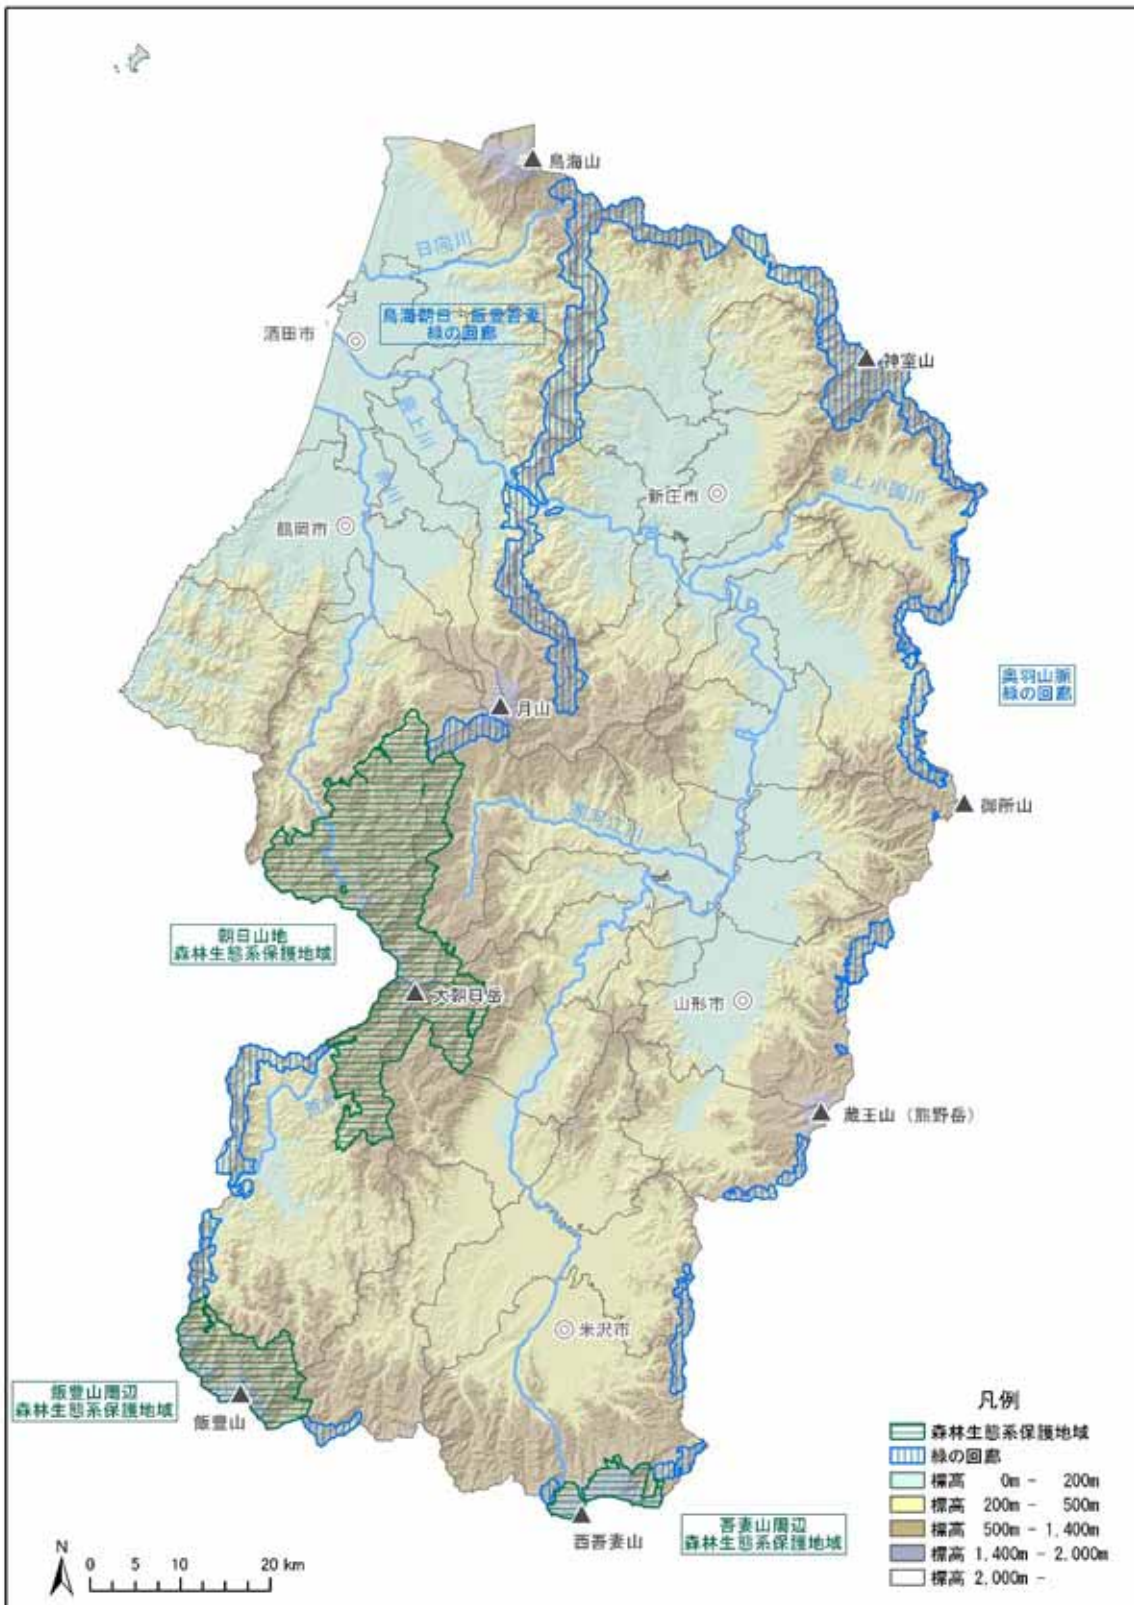 鳥海山
日向川
鳥海朝日・飯豊吾妻
緑の回廊
酒田市
神室山
最上川
新庄市
最上小国川
鶴岡市
奥羽山脈
緑の回廊
月山
御所山
寒河江川
朝日山地
森林生態系保護地域
大朝日岳
山形市
蔵王山（熊野岳）
米沢市
飯豊山周辺
森林生態系保護地域
飯豊山
西吾妻山
吾妻山周辺
森林生態系保護地域
凡例
森林生態系保護地域
緑の回廊
標高 0m - 200m
標高 200m - 500m
標高 500m - 1,400m
標高 1,400m - 2,000m
標高 2,000m -
N
0 5 10 20 km